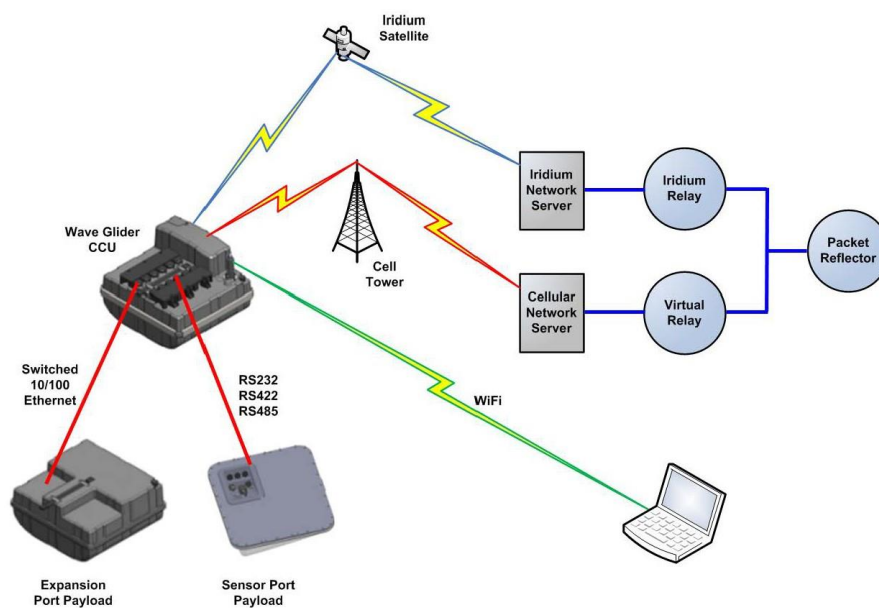 Iridium
Satellite
Iridium
Network
Server
Iridium
Relay
Wave Glider
CCU
Packet
Reflector
Cell
Tower
Cellular
Network
Server
Virtual
Relay
Switched
10/100
Ethernet
RS232
RS422
RS485
WiFi
Expansion
Port Payload
Sensor Port
Payload